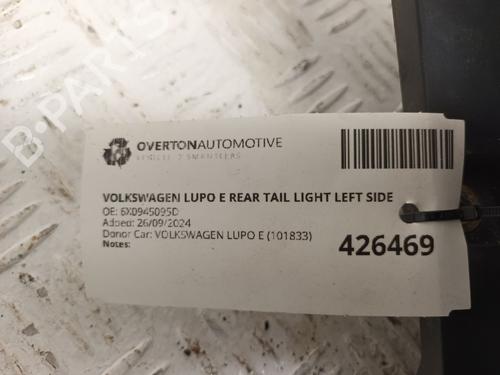 B-PARTS
OVERTONAUTOMOTIVE
VEHICLE DISMANTLERS
VOLKSWAGEN LUPO E REAR TAIL LIGHT LEFT SIDE
OE: 6X0945095D
Added: 26/09/2024
Donor Car: VOLKSWAGEN LUPO E (101833)
Notes:
426469